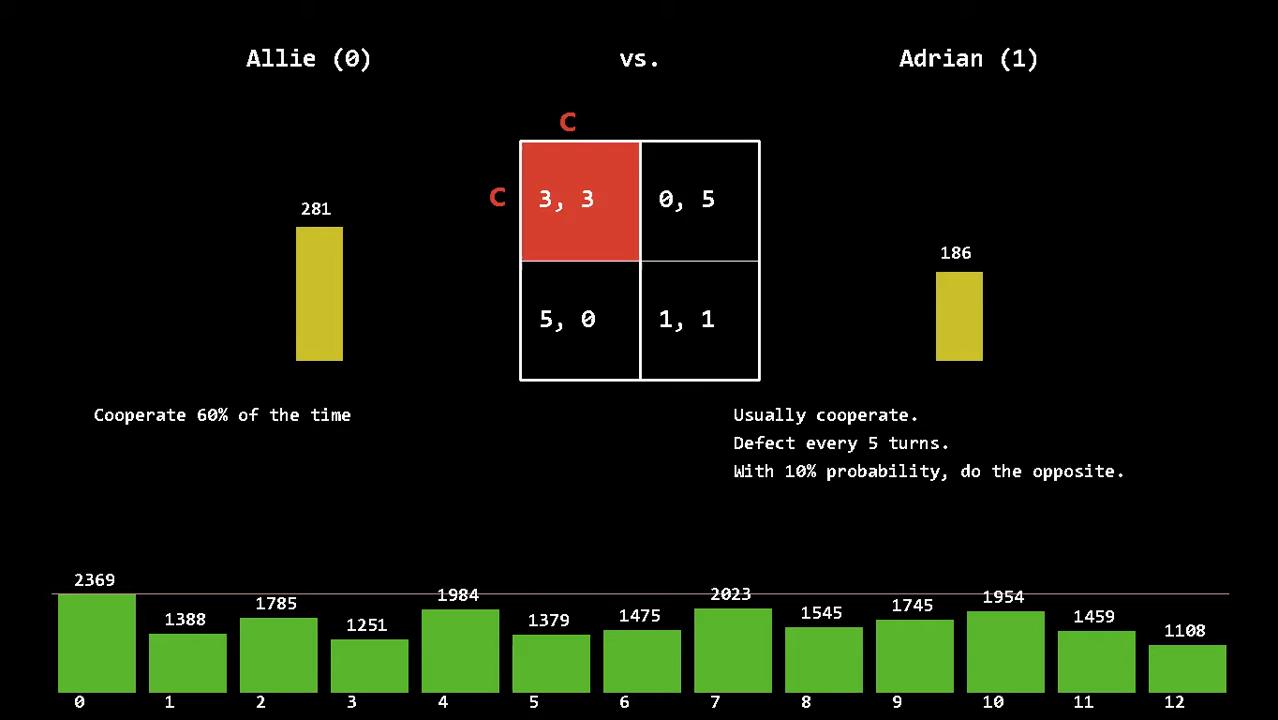 Allie (0) vs. Adrian (1)
C
C
3, 3 0, 5
5, 0 1, 1
281
186
Cooperate 60% of the time
Usually cooperate.
Defect every 5 turns.
With 10% probability, do the opposite.
2369 1388 1785 1251 1984 1379 1475 2023 1545 1745 1954 1459 1108
0 1 2 3 4 5 6 7 8 9 10 11 12